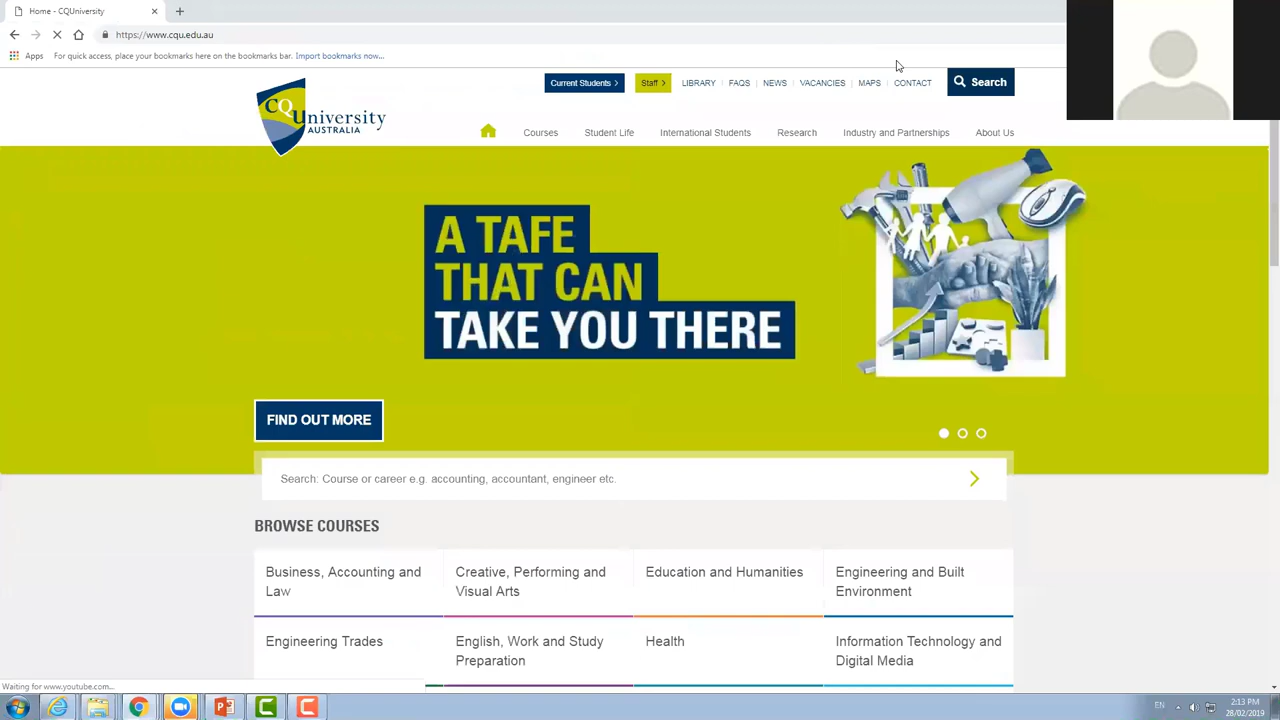 Home - CQUniversity
https://www.cqu.edu.au
Apps For quick access, place your bookmarks here on the bookmarks bar. Import bookmarks now...
Current Students > Staff > LIBRARY FAQS NEWS VACANCIES MAPS CONTACT Search
CQUniversity
AUSTRALIA
Courses Student Life International Students Research Industry and Partnerships About Us
A TAFE
THAT CAN
TAKE YOU THERE
FIND OUT MORE
Search: Course or career e.g. accounting, accountant, engineer etc.
BROWSE COURSES
Business, Accounting and
Law
Creative, Performing and
Visual Arts
Education and Humanities
Engineering and Built
Environment
Engineering Trades
English, Work and Study
Preparation
Health
Information Technology and
Digital Media
Waiting for www.youtube.com...
EN
2:13 PM
28/02/2019